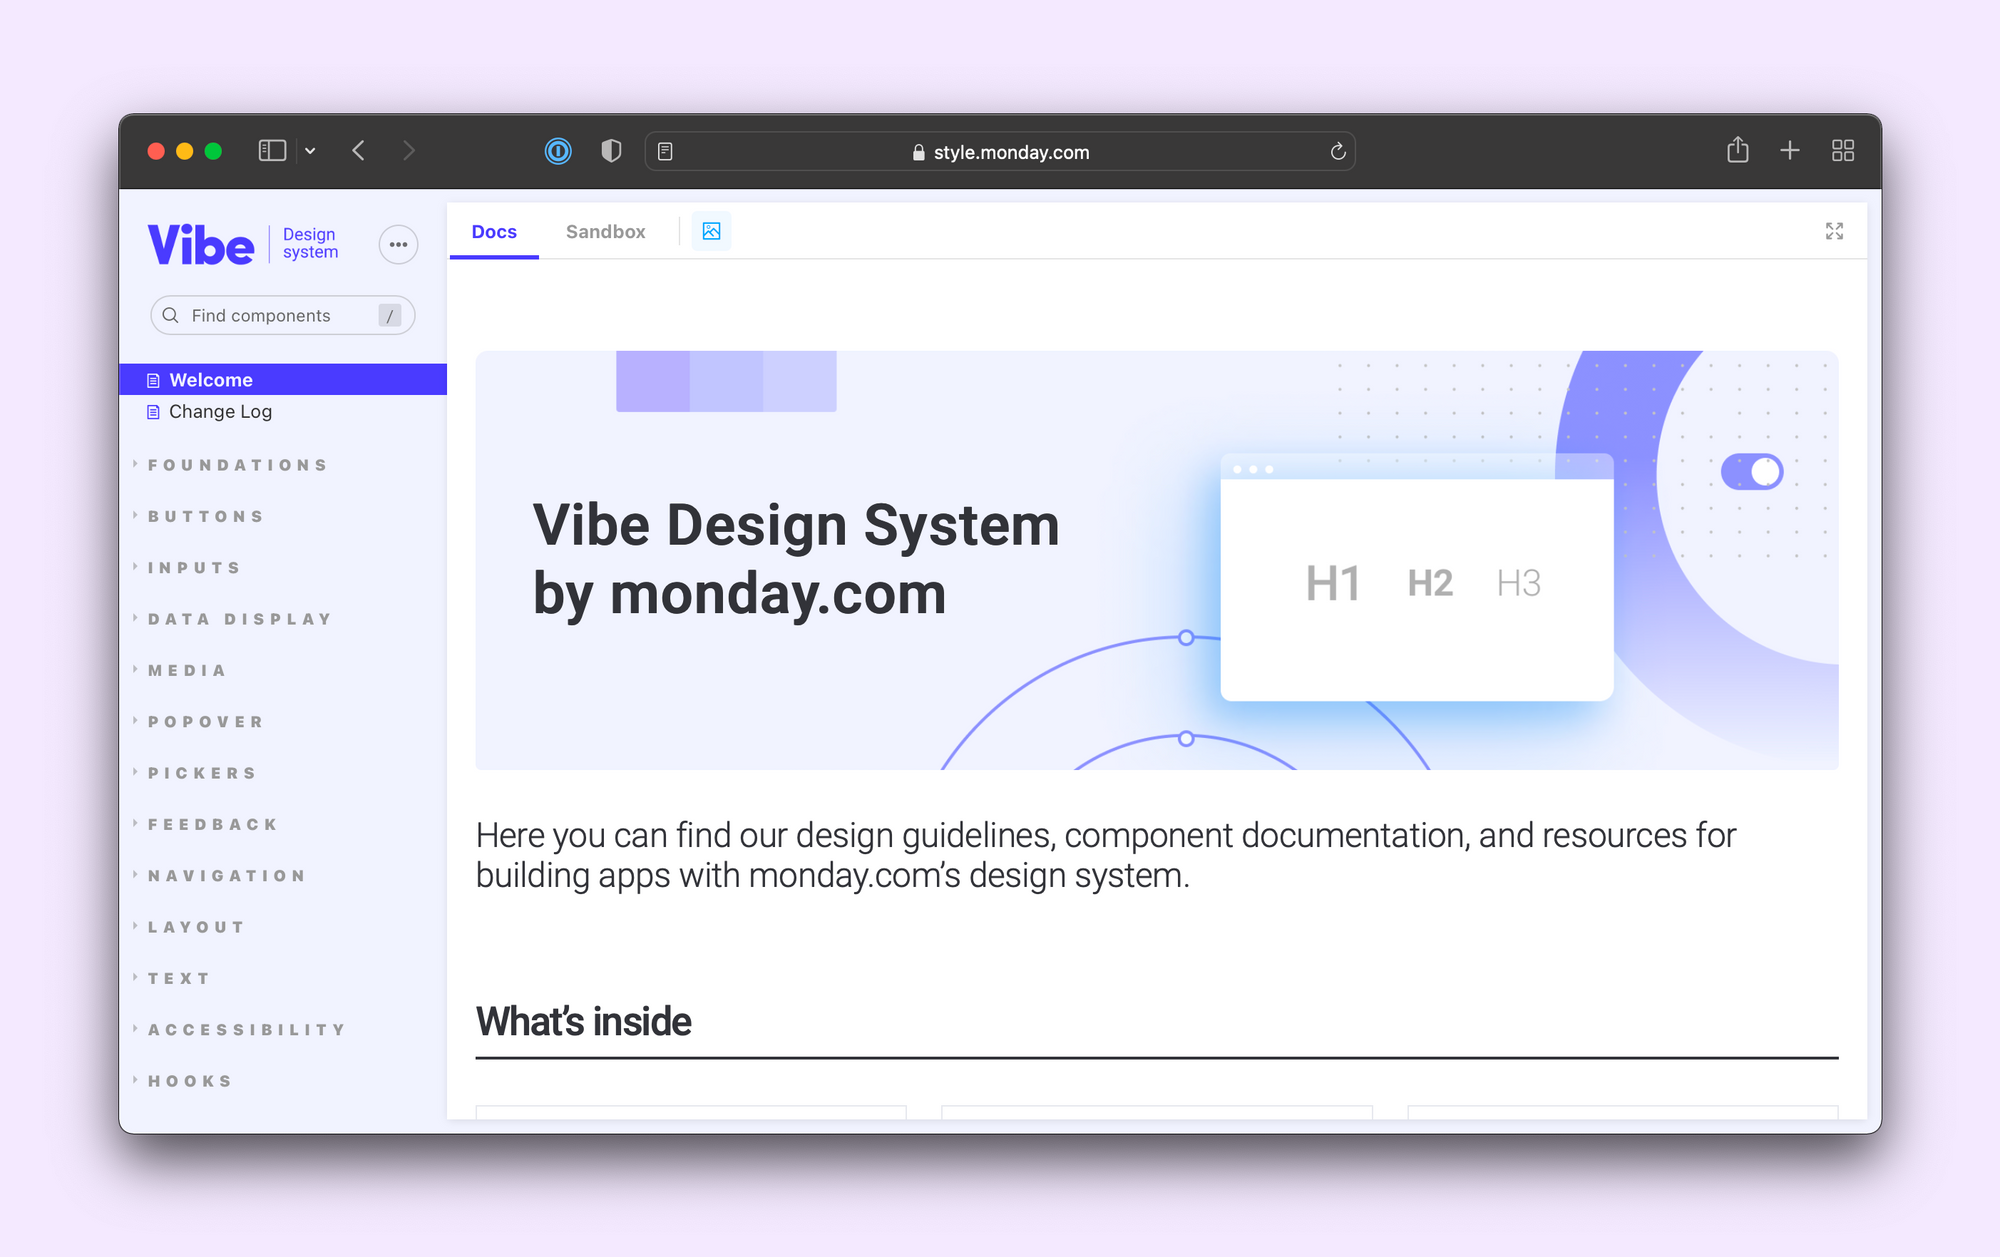 style.monday.com
Vibe
Design
system
Find components
/
Welcome
Change Log
FOUNDATIONS
BUTTONS
INPUTS
DATA DISPLAY
MEDIA
POPOVER
PICKERS
FEEDBACK
NAVIGATION
LAYOUT
TEXT
ACCESSIBILITY
HOOKS
Docs Sandbox
Vibe Design System
by monday.com
H1 H2 H3
Here you can find our design guidelines, component documentation, and resources for
building apps with monday.com’s design system.
What’s inside